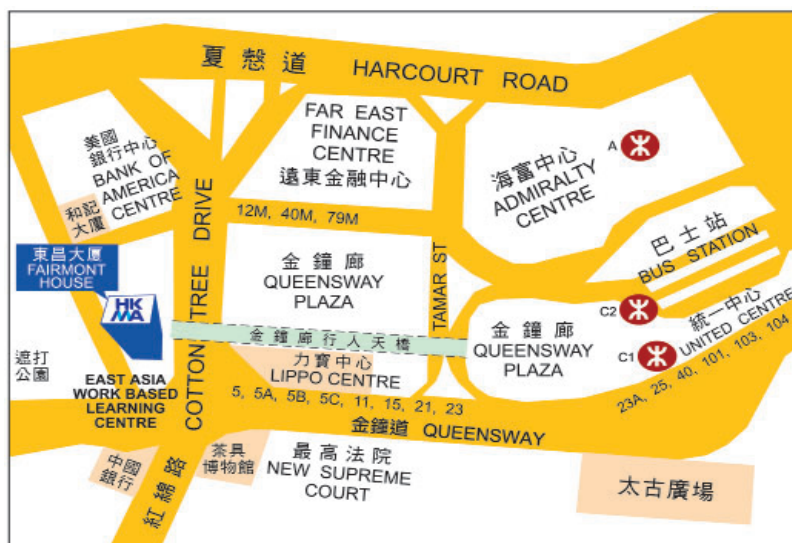 夏慤道 HARCOURT ROAD
美國
銀行中心
BANK OF
AMERICA
CENTRE
FAR EAST
FINANCE
CENTRE
遠東金融中心
A
海富中心
ADMIRALTY
CENTRE
和記
大廈
12M, 40M, 79M
巴士站
BUS STATION
東昌大廈
FAIRMONT
HOUSE
HK
MA
COTTON TREE DRIVE
紅綿路
金鐘廊
QUEENSWAY
PLAZA
TAMAR ST
C2
統一中心
UNITED CENTRE
金鐘廊行人天橋
金鐘廊
QUEENSWAY
PLAZA
C1
23A, 25, 40, 101, 103, 104
遮打
公園
力寶中心
LIPPO CENTRE
EAST ASIA
WORK BASED
LEARNING
CENTRE
5, 5A, 5B, 5C, 11, 15, 21, 23
金鐘道 QUEENSWAY
中國
銀行
茶具
博物館
最高法院
NEW SUPREME
COURT
太古廣場